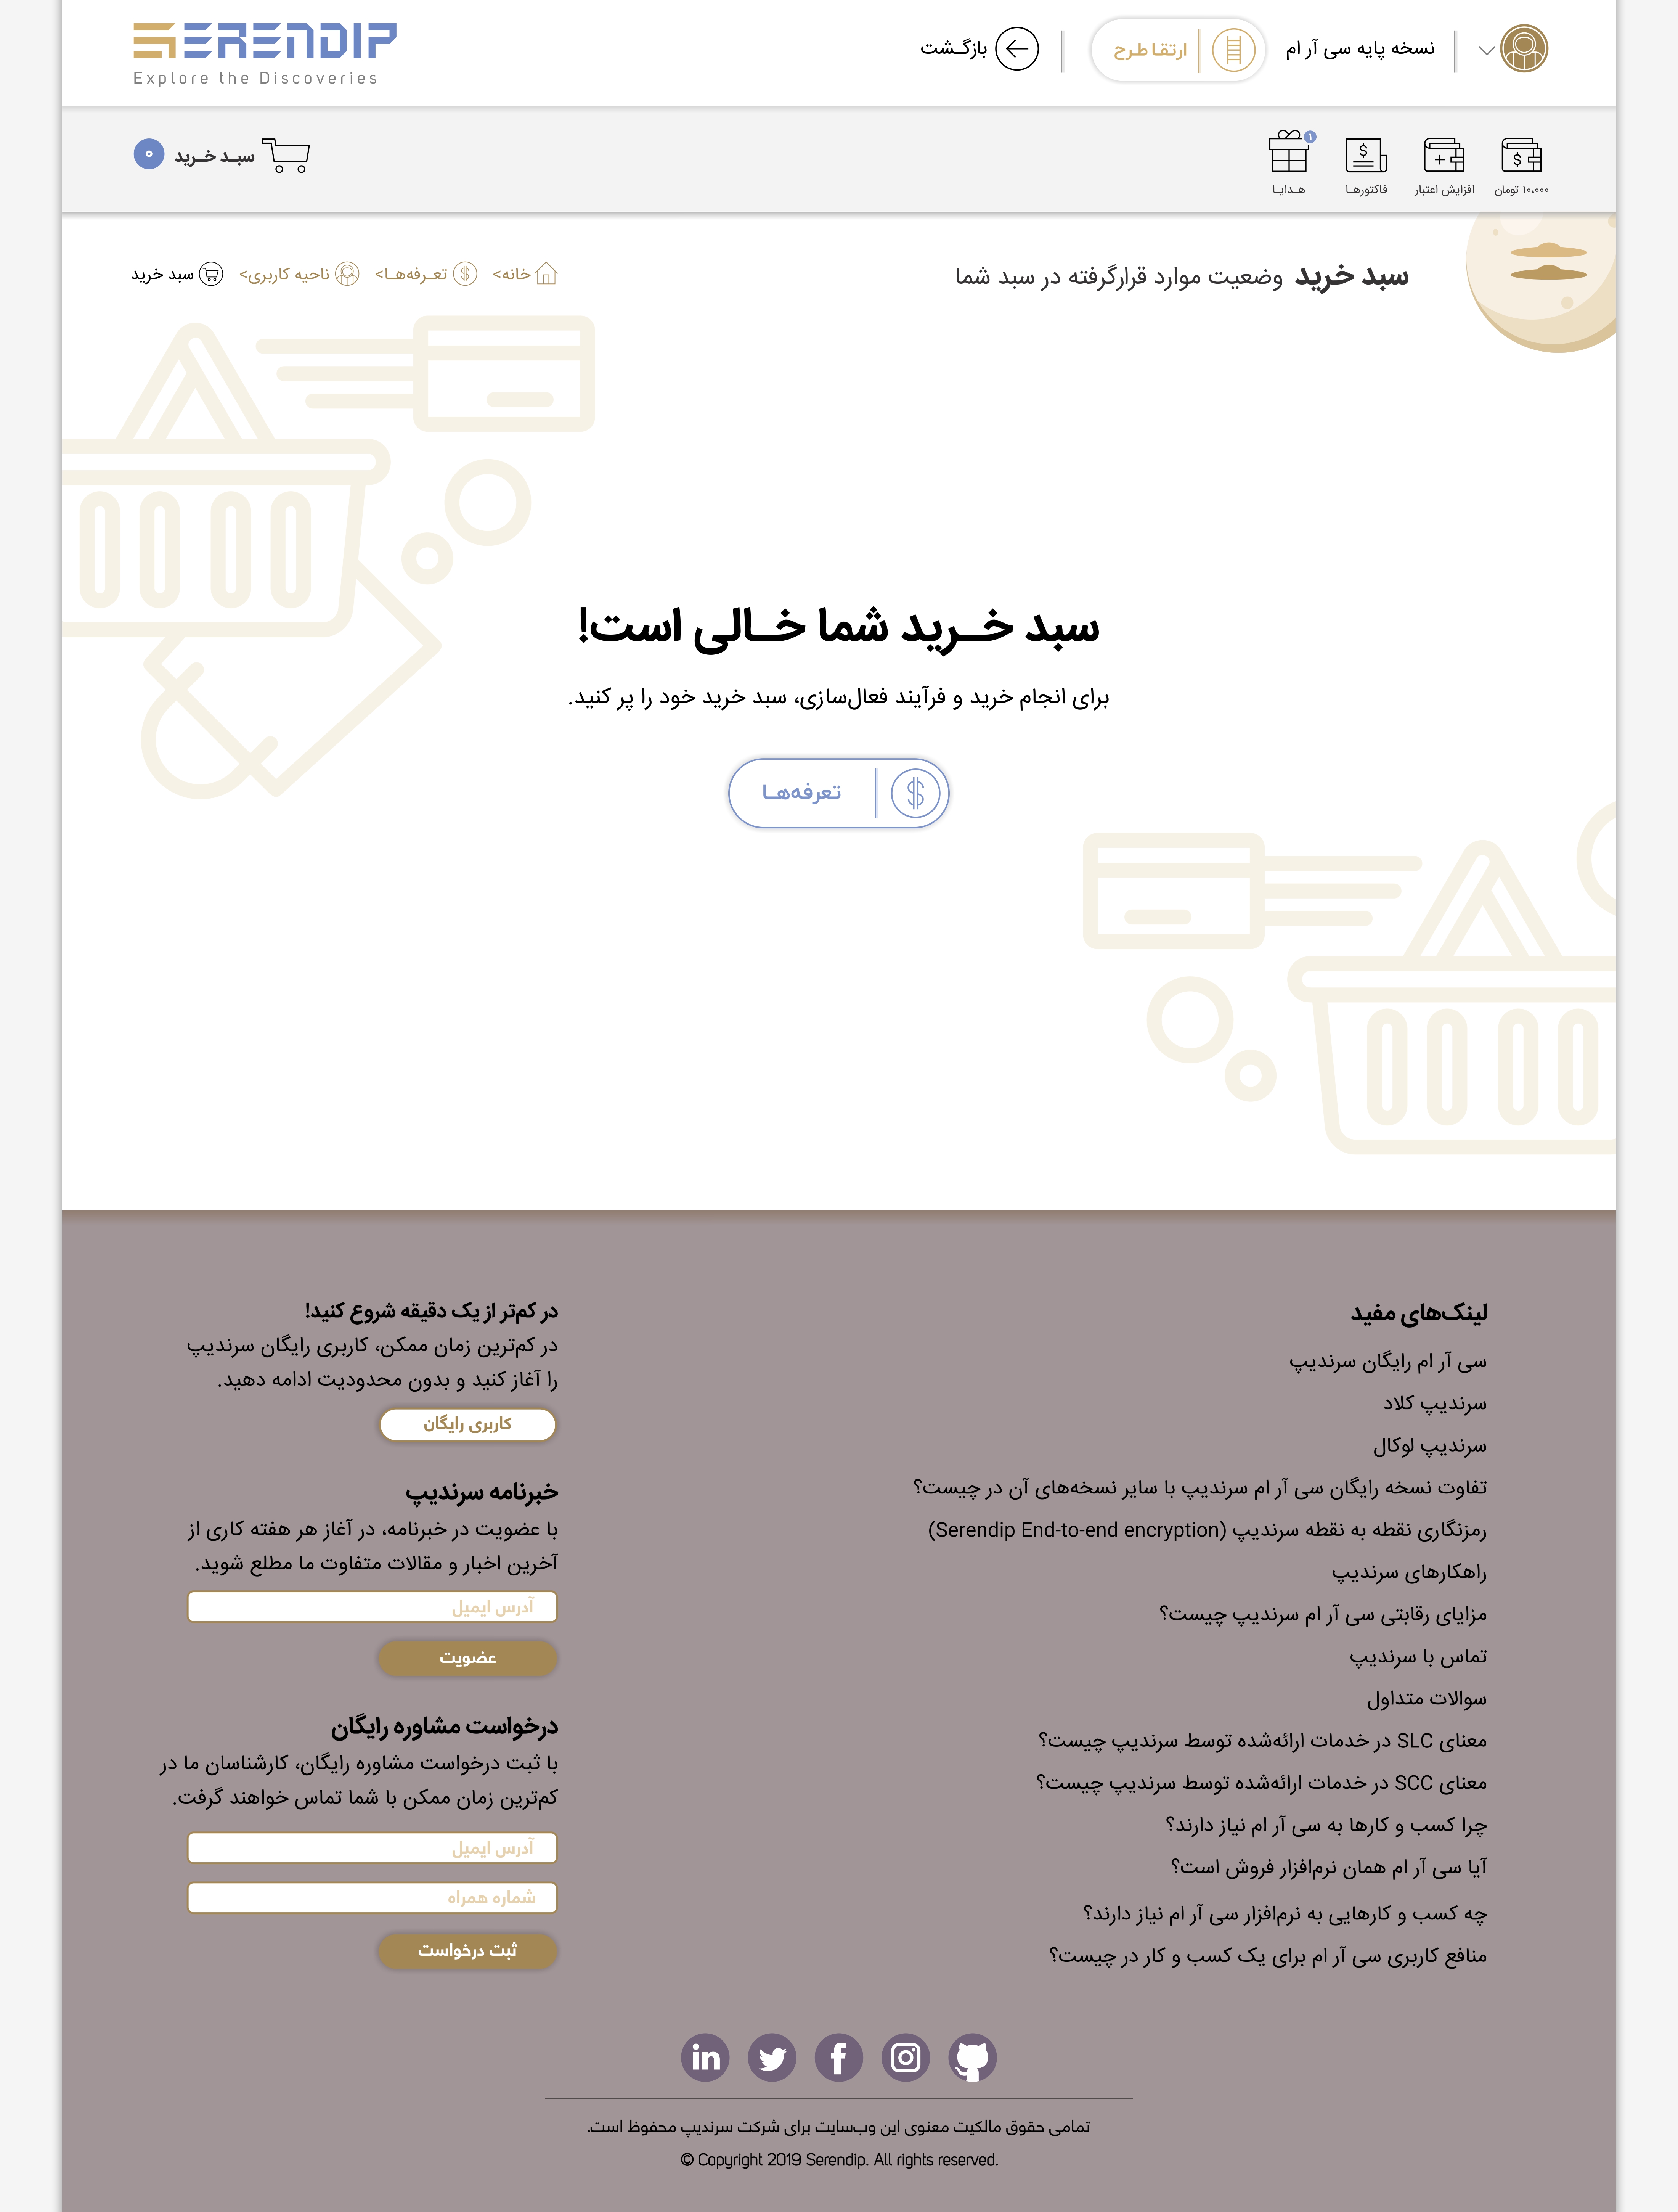 نسخه پایه سی آر ام
ارتقا طرح
بازگـشت
SERENDIP
Explore the Discoveries
۱۰،۰۰۰ تومان
افزایش اعتبار
فاکتورهـا
۱
هـدایـا
سبـد خـرید
۰
سبد خرید وضعیت موارد قرارگرفته در سبد شما
خانه> تعـرفه‌هـا> ناحیه کاربری> سبد خرید
سبد خـــرید شما خـــالی است!
برای انجام خرید و فرآیند فعال‌سازی، سبد خرید خود را پر کنید.
تعرفه‌هــا
لینک‌های مفید
سی آر ام رایگان سرندیپ
سرندیپ کلاد
سرندیپ لوکال
تفاوت نسخه رایگان سی آر ام سرندیپ با سایر نسخه‌های آن در چیست؟
رمزنگاری نقطه به نقطه سرندیپ (Serendip End-to-end encryption)
راهکارهای سرندیپ
مزایای رقابتی سی آر ام سرندیپ چیست؟
تماس با سرندیپ
سوالات متداول
معنای SLC در خدمات ارائه‌شده توسط سرندیپ چیست؟
معنای SCC در خدمات ارائه‌شده توسط سرندیپ چیست؟
چرا کسب و کارها به سی آر ام نیاز دارند؟
آیا سی آر ام همان نرم‌افزار فروش است؟
چه کسب و کارهایی به نرم‌افزار سی آر ام نیاز دارند؟
منافع کاربری سی آر ام برای یک کسب و کار در چیست؟
در کم‌تر از یک دقیقه شروع کنید!
در کم‌ترین زمان ممکن، کاربری رایگان سرندیپ
را آغاز کنید و بدون محدودیت ادامه دهید.
کاربری رایگان
خبرنامه سرندیپ
با عضویت در خبرنامه، در آغاز هر هفته کاری از
آخرین اخبار و مقالات متفاوت ما مطلع شوید.
آدرس ایمیل
عضویت
درخواست مشاوره رایگان
با ثبت درخواست مشاوره رایگان، کارشناسان ما در
کم‌ترین زمان ممکن با شما تماس خواهند گرفت.
آدرس ایمیل
شماره همراه
ثبت درخواست
تمامی حقوق مالکیت معنوی این وب‌سایت برای شرکت سرندیپ محفوظ است.
© Copyright 2019 Serendip. All rights reserved.